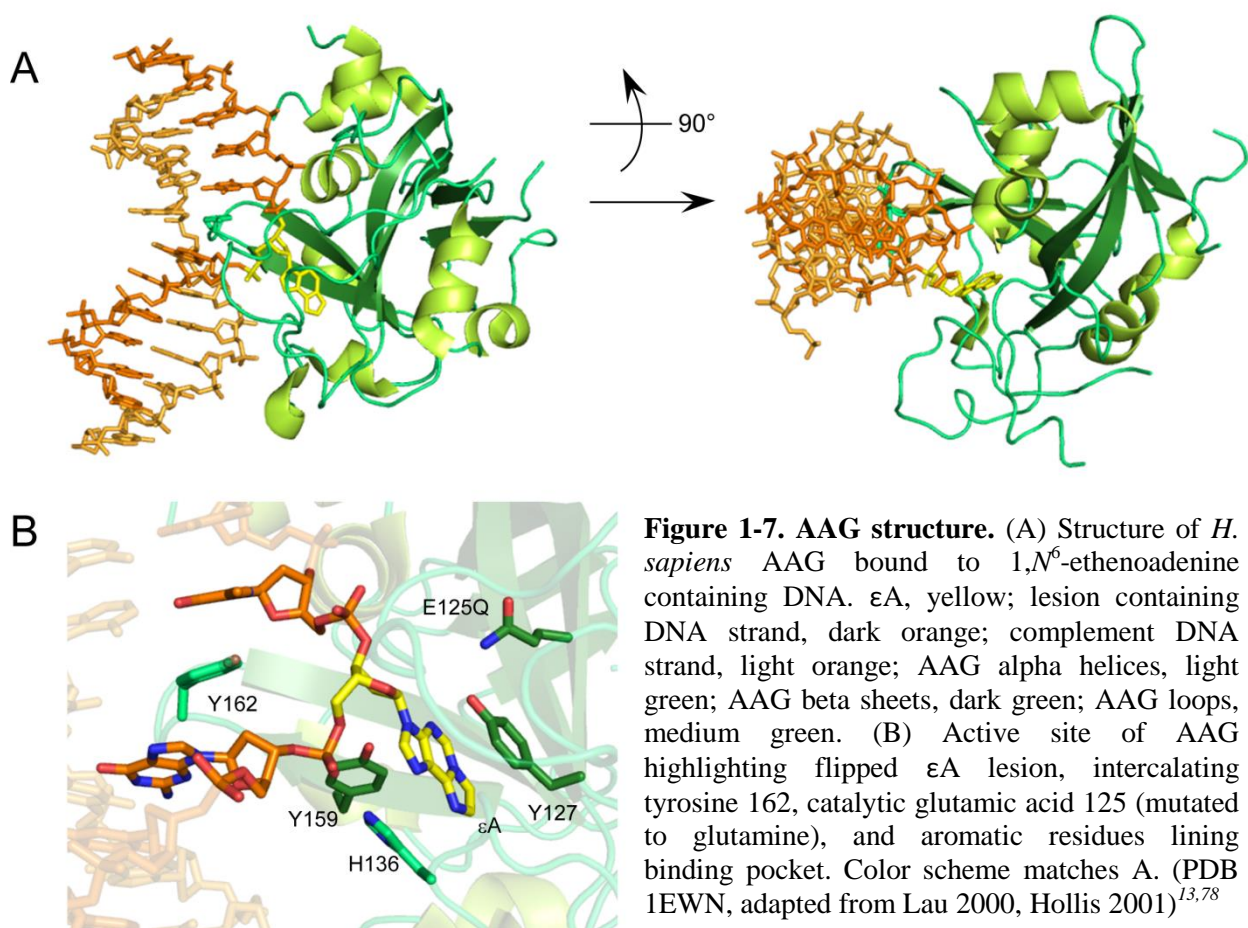 A
90°
B
E125Q
Y162
Y159
εA
Y127
H136
Figure 1-7. AAG structure. (A) Structure of H.
sapiens AAG bound to 1,N⁶-ethenoadenine
containing DNA. εA, yellow; lesion containing
DNA strand, dark orange; complement DNA
strand, light orange; AAG alpha helices, light
green; AAG beta sheets, dark green; AAG loops,
medium green. (B) Active site of AAG
highlighting flipped εA lesion, intercalating
tyrosine 162, catalytic glutamic acid 125 (mutated
to glutamine), and aromatic residues lining
binding pocket. Color scheme matches A. (PDB
1EWN, adapted from Lau 2000, Hollis 2001)¹³,⁷⁸